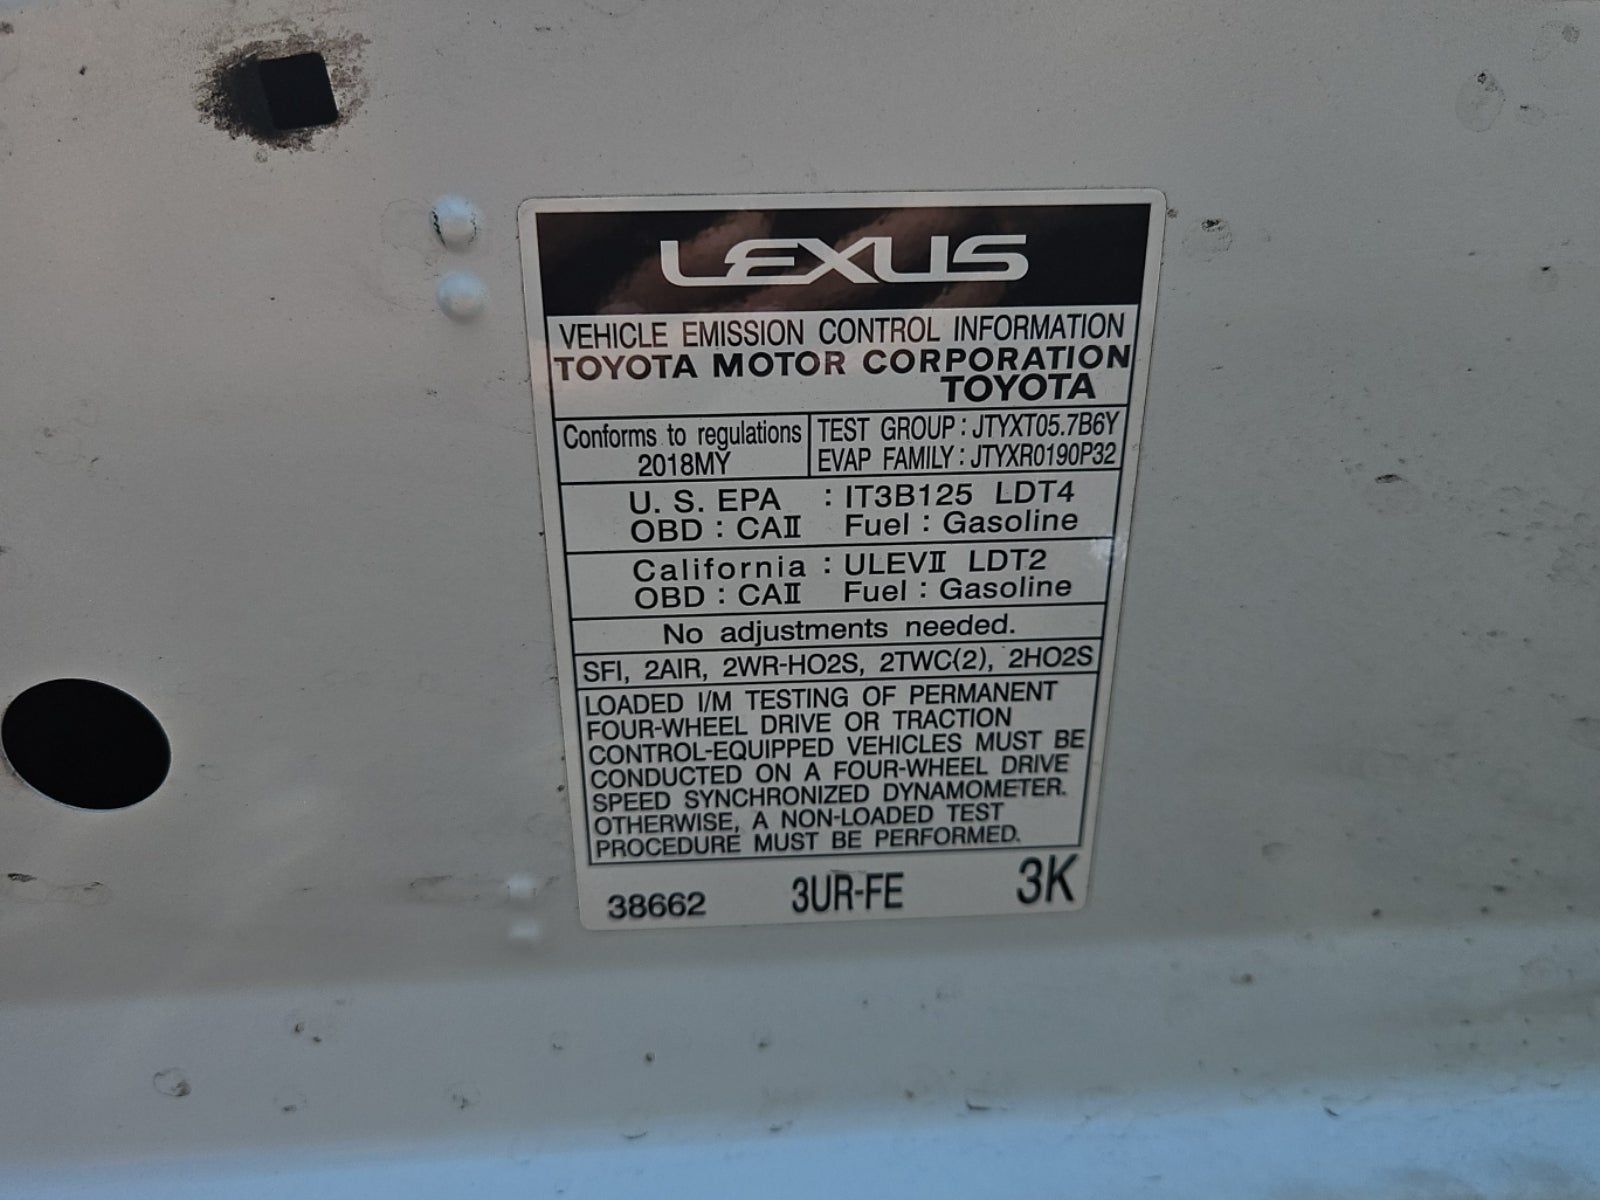 LEXUS
VEHICLE EMISSION CONTROL INFORMATION
TOYOTA MOTOR CORPORATION
TOYOTA
Conforms to regulations
2018MY
TEST GROUP : JTYXT05.7B6Y
EVAP FAMILY : JTYXR0190P32
U. S. EPA : IT3B125 LDT4
OBD : CAII Fuel : Gasoline
California : ULEVII LDT2
OBD : CAII Fuel : Gasoline
No adjustments needed.
SFI, 2AIR, 2WR-HO2S, 2TWC(2), 2HO2S
LOADED I/M TESTING OF PERMANENT
FOUR-WHEEL DRIVE OR TRACTION
CONTROL-EQUIPPED VEHICLES MUST BE
CONDUCTED ON A FOUR-WHEEL DRIVE
SPEED SYNCHRONIZED DYNAMOMETER.
OTHERWISE, A NON-LOADED TEST
PROCEDURE MUST BE PERFORMED.
38662 3UR-FE 3K